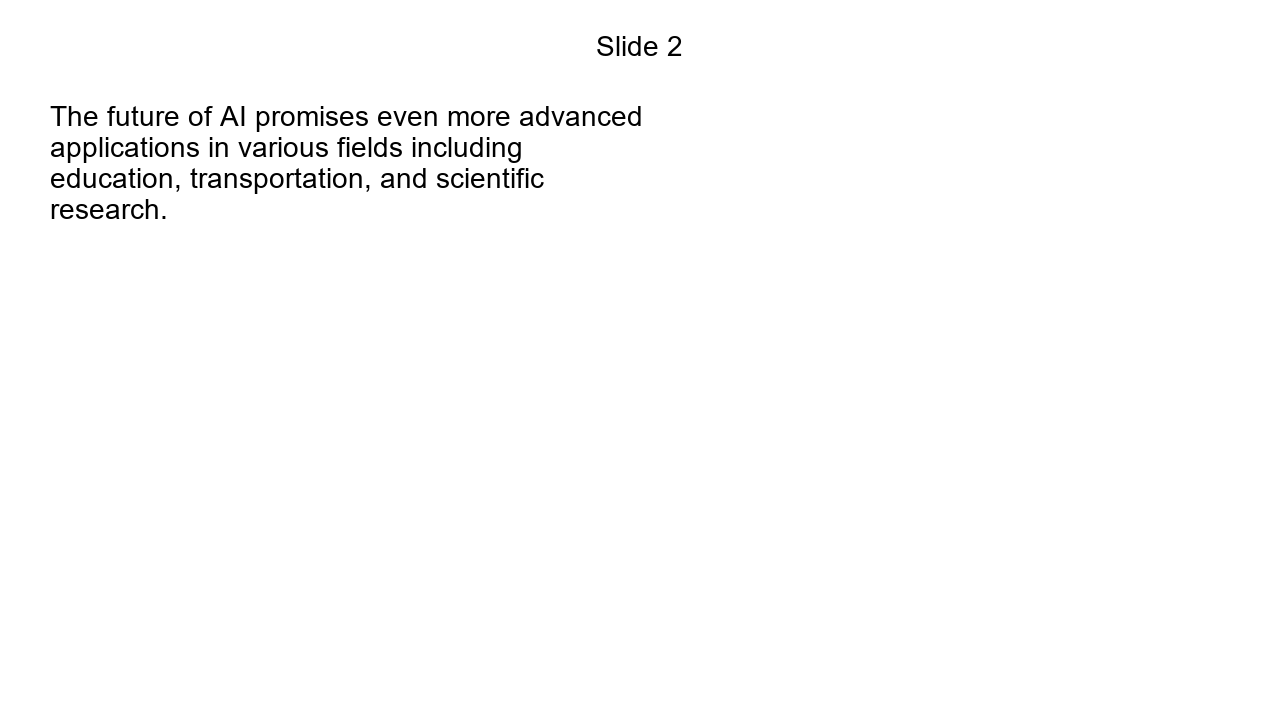 Slide 2
The future of AI promises even more advanced
applications in various fields including
education, transportation, and scientific
research.